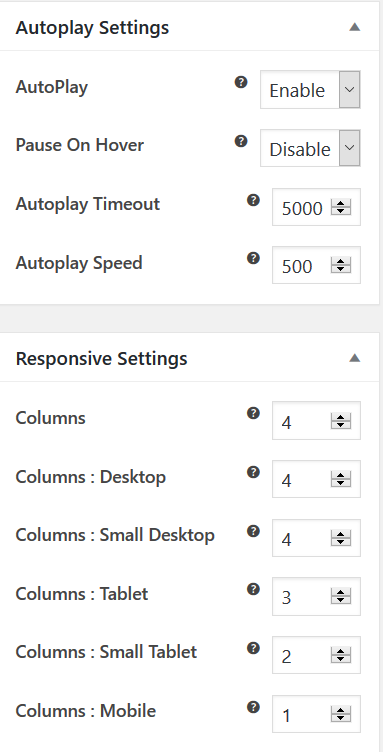 Autoplay Settings
AutoPlay ? Enable
Pause On Hover ? Disable
Autoplay Timeout ? 5000
Autoplay Speed ? 500
Responsive Settings
Columns ? 4
Columns : Desktop ? 4
Columns : Small Desktop ? 4
Columns : Tablet ? 3
Columns : Small Tablet ? 2
Columns : Mobile ? 1